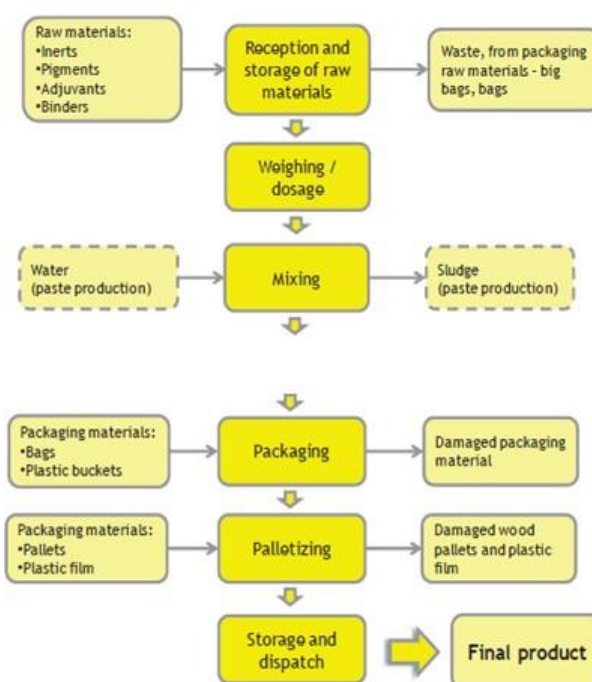 Raw materials:
•Inerts
•Pigments
•Adjuvants
•Binders
Reception and
storage of raw
materials
Waste, from packaging
raw materials - big
bags, bags
Weighing /
dosage
Water
(paste production)
Mixing
Sludge
(paste production)
Packaging materials:
•Bags
•Plastic buckets
Packaging
Damaged packaging
material
Packaging materials:
•Pallets
•Plastic film
Palletizing
Damaged wood
pallets and plastic
film
Storage and
dispatch
Final product